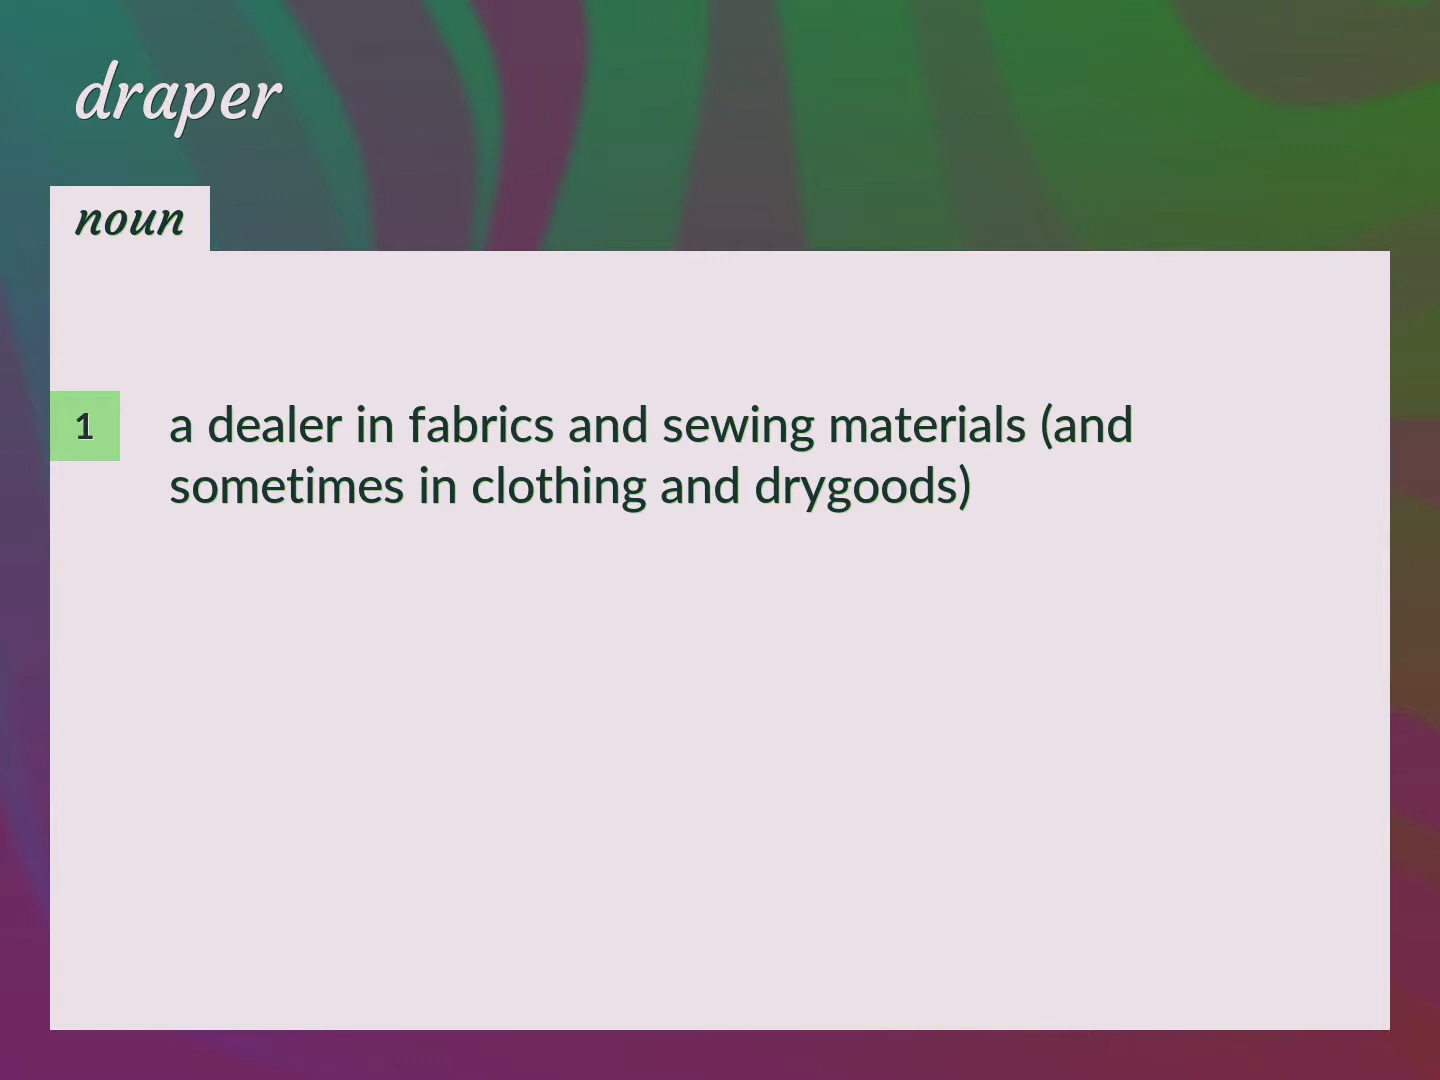 draper
noun
1 a dealer in fabrics and sewing materials (and
sometimes in clothing and drygoods)